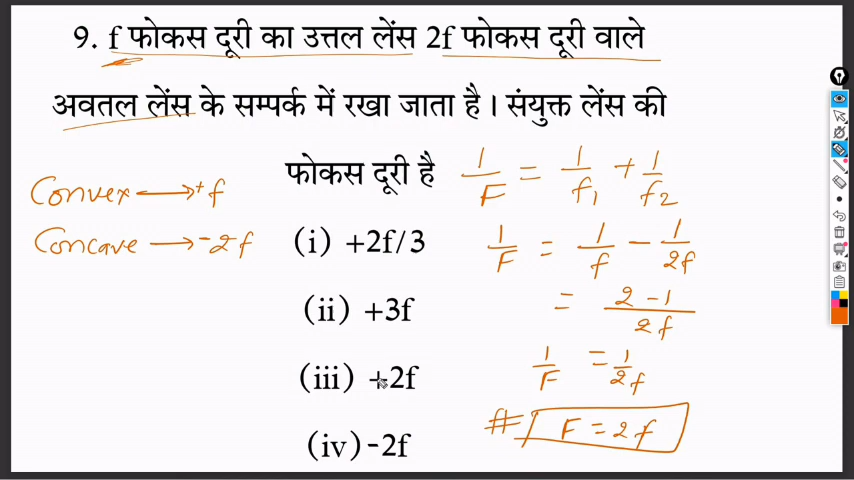 9. f फोकस दूरी का उत्तल लेंस 2f फोकस दूरी वाले
अवतल लेंस के सम्पर्क में रखा जाता है। संयुक्त लेंस की
फोकस दूरी है
(i) +2f/3
(ii) +3f
(iii) +2f
(iv) -2f
Convex ⟶ +f
Concave ⟶ -2f
1/F = 1/f1 + 1/f2
1/F = 1/f - 1/2f
= 2-1/2f
1/F = 1/2f
# F = 2f